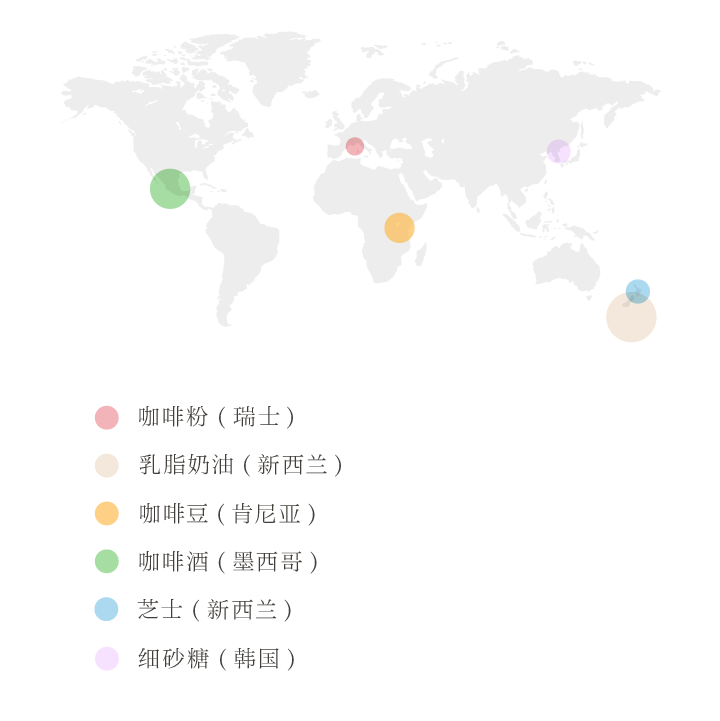 咖啡粉（瑞士）
乳脂奶油（新西兰）
咖啡豆（肯尼亚）
咖啡酒（墨西哥）
芝士（新西兰）
细砂糖（韩国）